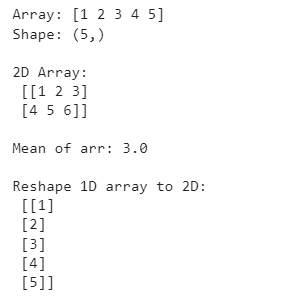 Array: [1 2 3 4 5]
Shape: (5,)
2D Array:
[[1 2 3]
[4 5 6]]
Mean of arr: 3.0
Reshape 1D array to 2D:
[[1]
[2]
[3]
[4]
[5]]